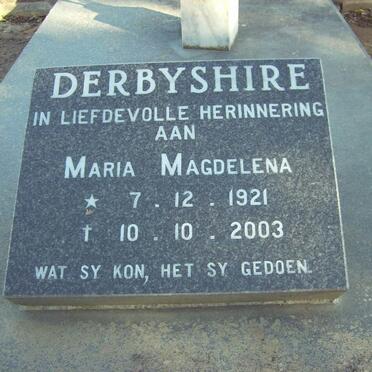 DERBYSHIRE
IN LIEFDEVOLLE HERINNERING
AAN
MARIA MAGDELENA
★ 7 . 12 . 1921
† 10 . 10 . 2003
WAT SY KON, HET SY GEDOEN.